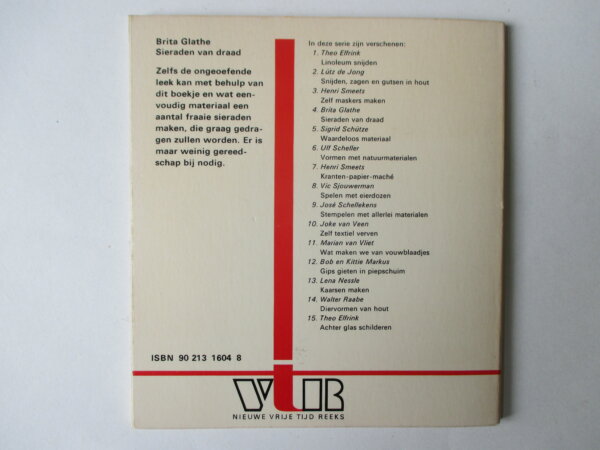 Brita Glathe
Sieraden van draad
Zelfs de ongeoefende
leek kan met behulp van
dit boekje en wat een-
voudig materiaal een
aantal fraaie sieraden
maken, die graag gedra-
gen zullen worden. Er is
maar weinig gereed-
schap bij nodig.
ISBN 90 213 1604 8
In deze serie zijn verschenen:
1. Theo Elfrink
Linoleum snijden
2. Lútz de Jong
Snijden, zagen en gutsen in hout
3. Henri Smeets
Zelf maskers maken
4. Brita Glathe
Sieraden van draad
5. Sigrid Schütze
Waardeloos materiaal
6. Ulf Scheller
Vormen met natuurmaterialen
7. Henri Smeets
Kranten-papier-maché
8. Vic Sjouwerman
Spelen met eierdozen
9. José Schellekens
Stempelen met allerlei materialen
10. Joke van Veen
Zelf textiel verven
11. Marian van Vliet
Wat maken we van vouwblaadjes
12. Bob en Kittie Markus
Gips gieten in piepschuim
13. Lena Nessle
Kaarsen maken
14. Walter Raabe
Diervormen van hout
15. Theo Elfrink
Achter glas schilderen
VtR
NIEUWE VRIJE TIJD REEKS